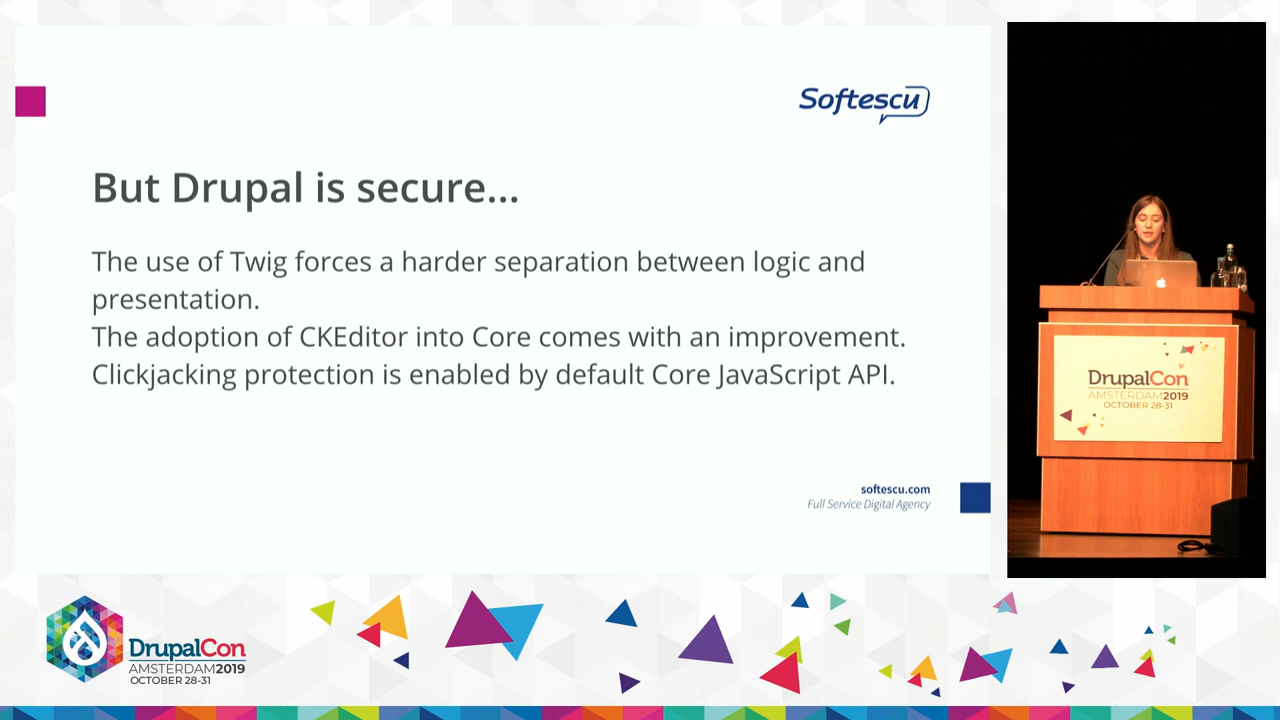 Softescu
But Drupal is secure...
The use of Twig forces a harder separation between logic and
presentation.
The adoption of CKEditor into Core comes with an improvement.
Clickjacking protection is enabled by default Core JavaScript API.
softescu.com
Full Service Digital Agency
DrupalCon
AMSTERDAM2019
OCTOBER 28-31
DrupalCon
AMSTERDAM2019
OCTOBER 28-31